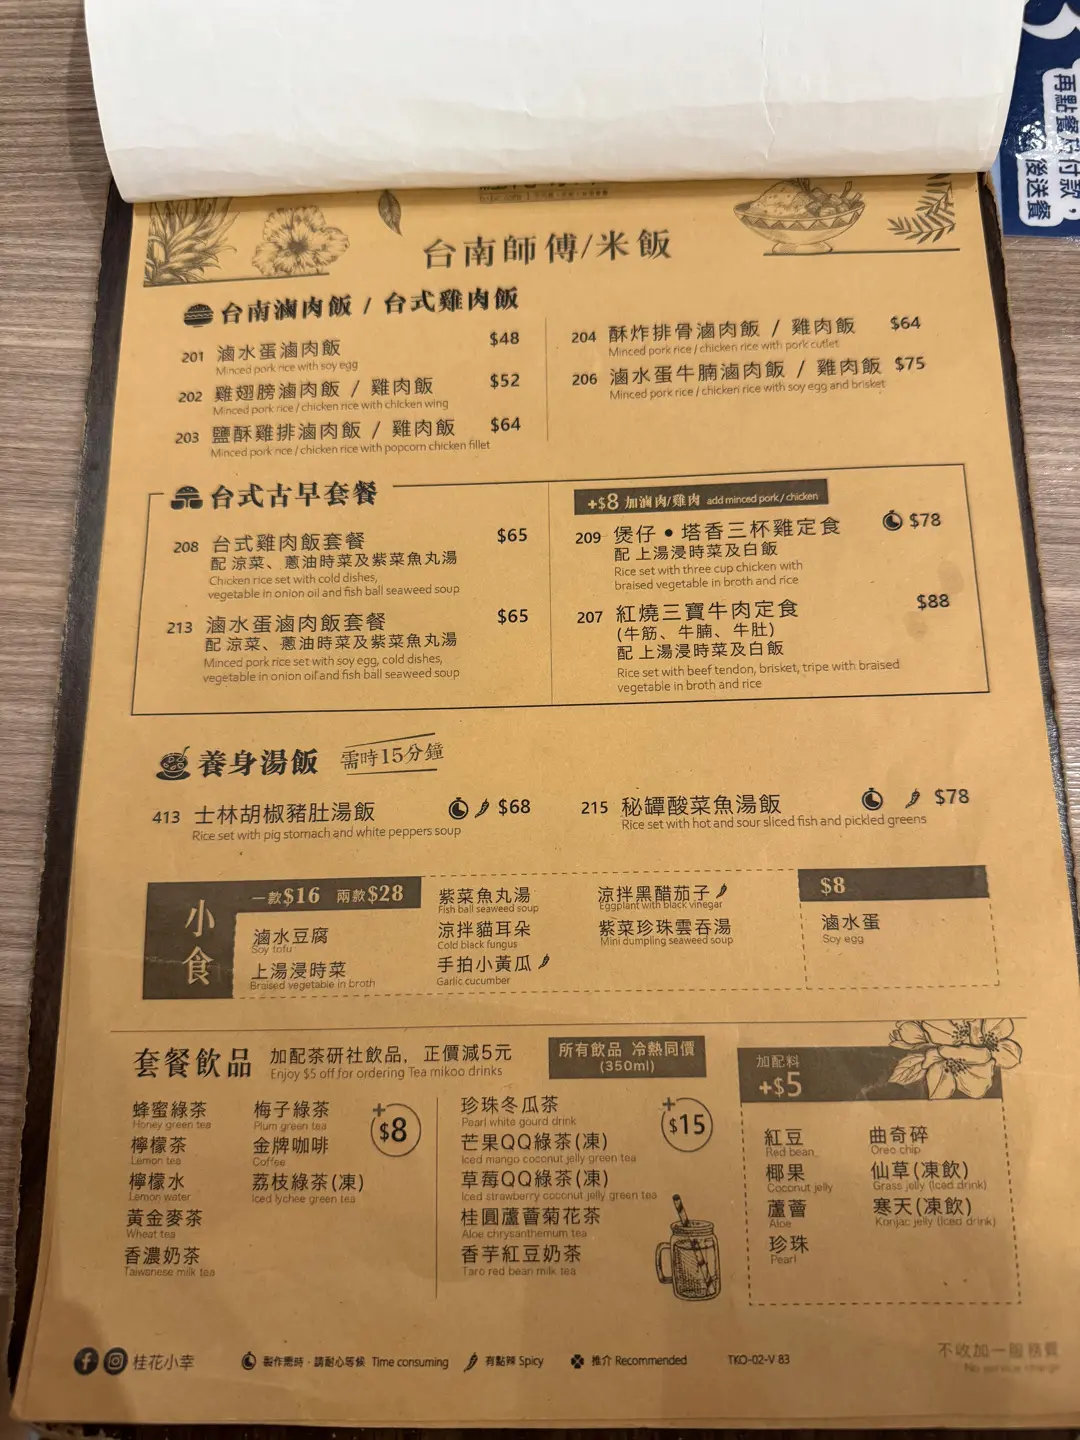 再點餐後付款，
後送餐
台南師傅/米飯
台南滷肉飯 / 台式雞肉飯
201 滷水蛋滷肉飯 $48
Minced pork rice with soy egg
202 雞翅膀滷肉飯 / 雞肉飯 $52
Minced pork rice / chicken rice with chicken wing
203 鹽酥雞排滷肉飯 / 雞肉飯 $64
Minced pork rice / chicken rice with popcorn chicken fillet
204 酥炸排骨滷肉飯 / 雞肉飯 $64
Minced pork rice / chicken rice with pork cutlet
206 滷水蛋牛腩滷肉飯 / 雞肉飯 $75
Minced pork rice / chicken rice with soy egg and brisket
台式古早套餐
208 台式雞肉飯套餐 $65
配 涼菜、蔥油時菜及紫菜魚丸湯
Chicken rice set with cold dishes,
vegetable in onion oil and fish ball seaweed soup
213 滷水蛋滷肉飯套餐 $65
配 涼菜、蔥油時菜及紫菜魚丸湯
Minced pork rice set with soy egg, cold dishes,
vegetable in onion oil and fish ball seaweed soup
+$8 加滷肉/雞肉 add minced pork / chicken
209 煲仔•塔香三杯雞定食 $78
配 上湯浸時菜及白飯
Rice set with three cup chicken with
braised vegetable in broth and rice
207 紅燒三寶牛肉定食 $88
(牛筋、牛腩、牛肚)
配 上湯浸時菜及白飯
Rice set with beef tendon, brisket, tripe with braised
vegetable in broth and rice
養身湯飯 需時15分鐘
413 士林胡椒豬肚湯飯 $68
Rice set with pig stomach and white peppers soup
215 秘罈酸菜魚湯飯 $78
Rice set with hot and sour sliced fish and pickled greens
小食
一款$16 兩款$28
滷水豆腐
Soy tofu
上湯浸時菜
Braised vegetable in broth
紫菜魚丸湯
Fish ball seaweed soup
涼拌貓耳朵
Cold black fungus
手拍小黃瓜
Garlic cucumber
涼拌黑醋茄子
Eggplant with black vinegar
紫菜珍珠雲吞湯
Mini dumpling seaweed soup
$8
滷水蛋
Soy egg
套餐飲品 加配茶研社飲品，正價減5元
Enjoy $5 off for ordering Tea mikoo drinks
所有飲品 冷熱同價
(350ml)
+$8
蜂蜜綠茶
Honey green tea
檸檬茶
Lemon tea
檸檬水
Lemon water
黃金麥茶
Wheat tea
香濃奶茶
Taiwanese milk tea
梅子綠茶
Plum green tea
金牌咖啡
Coffee
荔枝綠茶(凍)
Iced lychee green tea
+$15
珍珠冬瓜茶
Pearl white gourd drink
芒果QQ綠茶(凍)
Iced mango coconut jelly green tea
草莓QQ綠茶(凍)
Iced strawberry coconut jelly green tea
桂圓蘆薈菊花茶
Aloe chrysanthemum tea
香芋紅豆奶茶
Taro red bean milk tea
加配料
+$5
紅豆
Red bean
椰果
Coconut jelly
蘆薈
Aloe
珍珠
Pearl
曲奇碎
Oreo chip
仙草(凍飲)
Grass jelly (Iced drink)
寒天(凍飲)
Konjac jelly (Iced drink)
桂花小幸 製作需時，請耐心等候 Time consuming 有點辣 Spicy 推介 Recommended TKO-02-V 83
不收加一服務費
No service charge